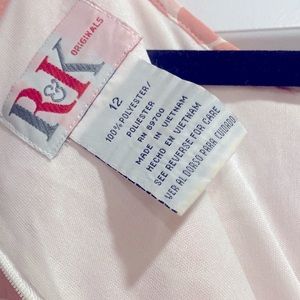 R&K
ORIGINALS
12
100% POLYESTER/
POLIESTER
RN 89700
MADE IN VIETNAM
HECHO EN VIETNAM
SEE REVERSE FOR CARE
VER AL DORSO PARA CUIDADO.